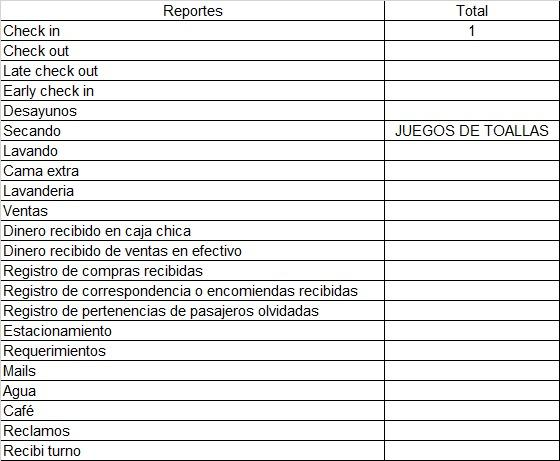 Reportes Total
Check in 1
Check out
Late check out
Early check in
Desayunos
Secando JUEGOS DE TOALLAS
Lavando
Cama extra
Lavanderia
Ventas
Dinero recibido en caja chica
Dinero recibido de ventas en efectivo
Registro de compras recibidas
Registro de correspondencia o encomiendas recibidas
Registro de pertenencias de pasajeros olvidadas
Estacionamiento
Requerimientos
Mails
Agua
Café
Reclamos
Recibi turno